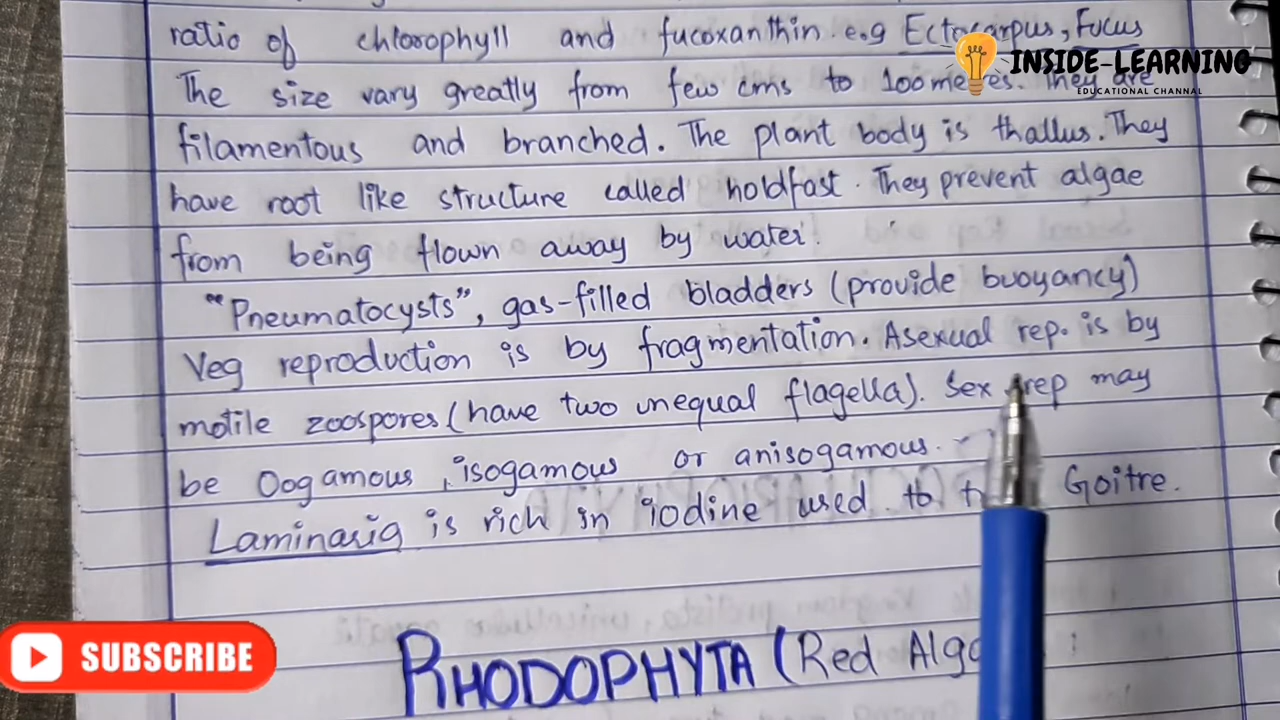 ratio of chlorophyll and fucoxanthin e.g Ectocarpus, Fucus
INSIDE-LEARNING
EDUCATIONAL CHANNEL
The size vary greatly from few cms to 100 metres. They are
filamentous and branched. The plant body is thallus. They
have root like structure called holdfast. They prevent algae
from being flown away by water.
"Pneumatocysts", gas-filled bladders (provide buoyancy)
Veg reproduction is by fragmentation. Asexual rep. is by
motile zoospores (have two unequal flagella). Sex rep may
be Oogamous, isogamous or anisogamous.
Laminaria is rich in iodine used to Goitre.
RHODOPHYTA (Red Alga
SUBSCRIBE